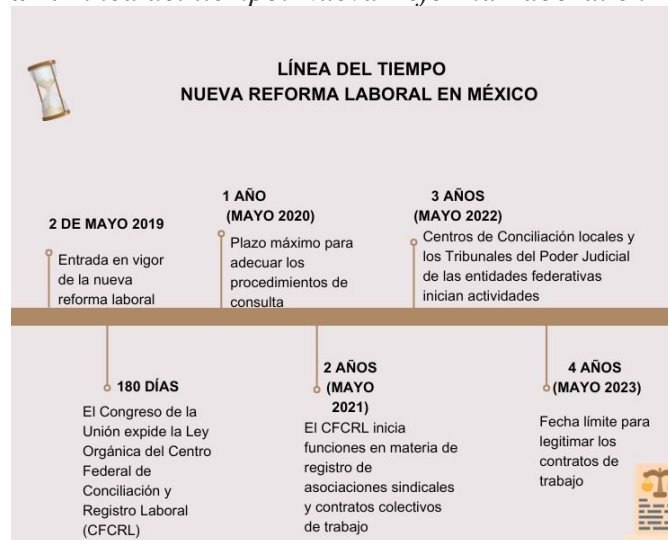 LÍNEA DEL TIEMPO
NUEVA REFORMA LABORAL EN MÉXICO
2 DE MAYO 2019
Entrada en vigor
de la nueva
reforma laboral
180 DÍAS
El Congreso de la
Unión expide la Ley
Orgánica del Centro
Federal de
Conciliación y
Registro Laboral
(CFCRL)
1 AÑO
(MAYO 2020)
Plazo máximo para
adecuar los
procedimientos de
consulta
2 AÑOS
(MAYO
2021)
El CFCRL inicia
funciones en materia de
registro de
asociaciones sindicales
y contratos colectivos
de trabajo
3 AÑOS
(MAYO 2022)
Centros de Conciliación locales y
los Tribunales del Poder Judicial
de las entidades federativas
inician actividades
4 AÑOS
(MAYO 2023)
Fecha límite para
legitimar los
contratos de
trabajo